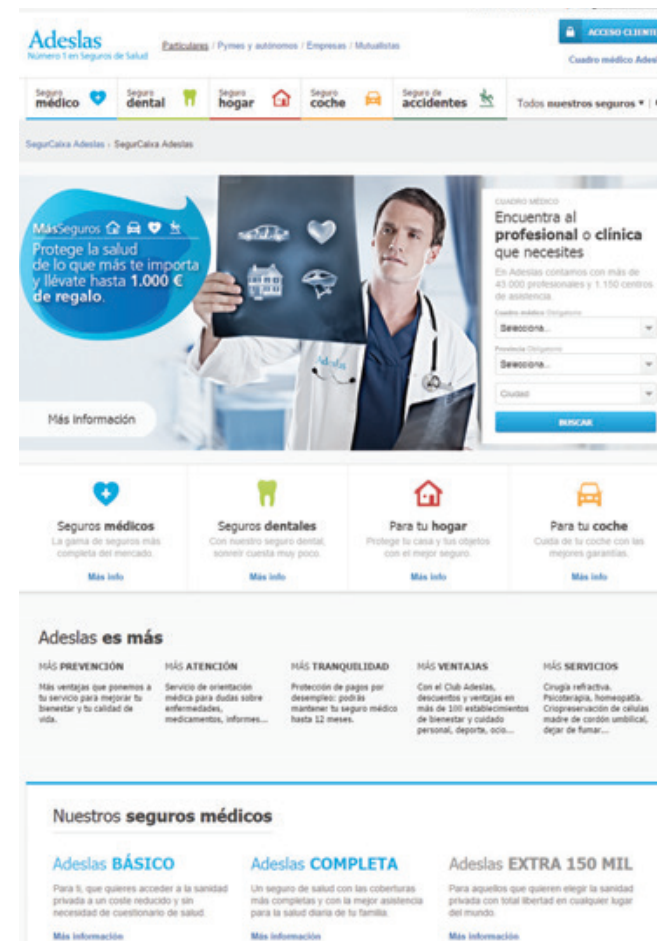 Adeslas
Número 1 en Seguros de Salud
Particulares / Pymes y autónomos / Empresas / Mutualistas
ACCESO CLIENTE
Cuadro médico Adesl
Seguro médico
Seguro dental
Seguro hogar
Seguro coche
Seguro de accidentes
Todos nuestros seguros
SegurCaixa Adeslas › SegurCaixa Adeslas
MásSeguros
Protege la salud
de lo que más te importa
y llévate hasta 1.000 €
de regalo.
Más información
Adeslas
CUADRO MÉDICO
Encuentra al
profesional o clínica
que necesites
En Adeslas contamos con más de
43.000 profesionales y 1.150 centros
de asistencia.
Cuadro médico Obligatorio
Selecciona...
Provincia Obligatorio
Selecciona...
Ciudad
BUSCAR
Seguros médicos
La gama de seguros más
completa del mercado.
Más info
Seguros dentales
Con nuestro seguro dental,
sonreír cuesta muy poco.
Más info
Para tu hogar
Protege tu casa y tus objetos
con el mejor seguro.
Más info
Para tu coche
Cuida de tu coche con las
mejores garantías.
Más info
Adeslas es más
MÁS PREVENCIÓN
Más ventajas que ponemos a
tu servicio para mejorar tu
bienestar y tu calidad de
vida.
MÁS ATENCIÓN
Servicio de orientación
médica para dudas sobre
enfermedades,
medicamentos, informes...
MÁS TRANQUILIDAD
Protección de pagos por
desempleo: podrás
mantener tu seguro médico
hasta 12 meses.
MÁS VENTAJAS
Con el Club Adeslas,
descuentos y ventajas en
más de 100 establecimientos
de bienestar y cuidado
personal, deporte, ocio...
MÁS SERVICIOS
Cirugía refractiva.
Psicoterapia, homeopatía.
Criopreservación de células
madre de cordón umbilical,
dejar de fumar...
Nuestros seguros médicos
Adeslas BÁSICO
Para ti, que quieres acceder a la sanidad
privada a un coste reducido y sin
necesidad de cuestionario de salud.
Más información
Adeslas COMPLETA
Un seguro de salud con las coberturas
más completas y con la mejor asistencia
para la salud diaria de tu familia.
Más información
Adeslas EXTRA 150 MIL
Para aquellos que quieren elegir la sanidad
privada con total libertad en cualquier lugar
del mundo.
Más información